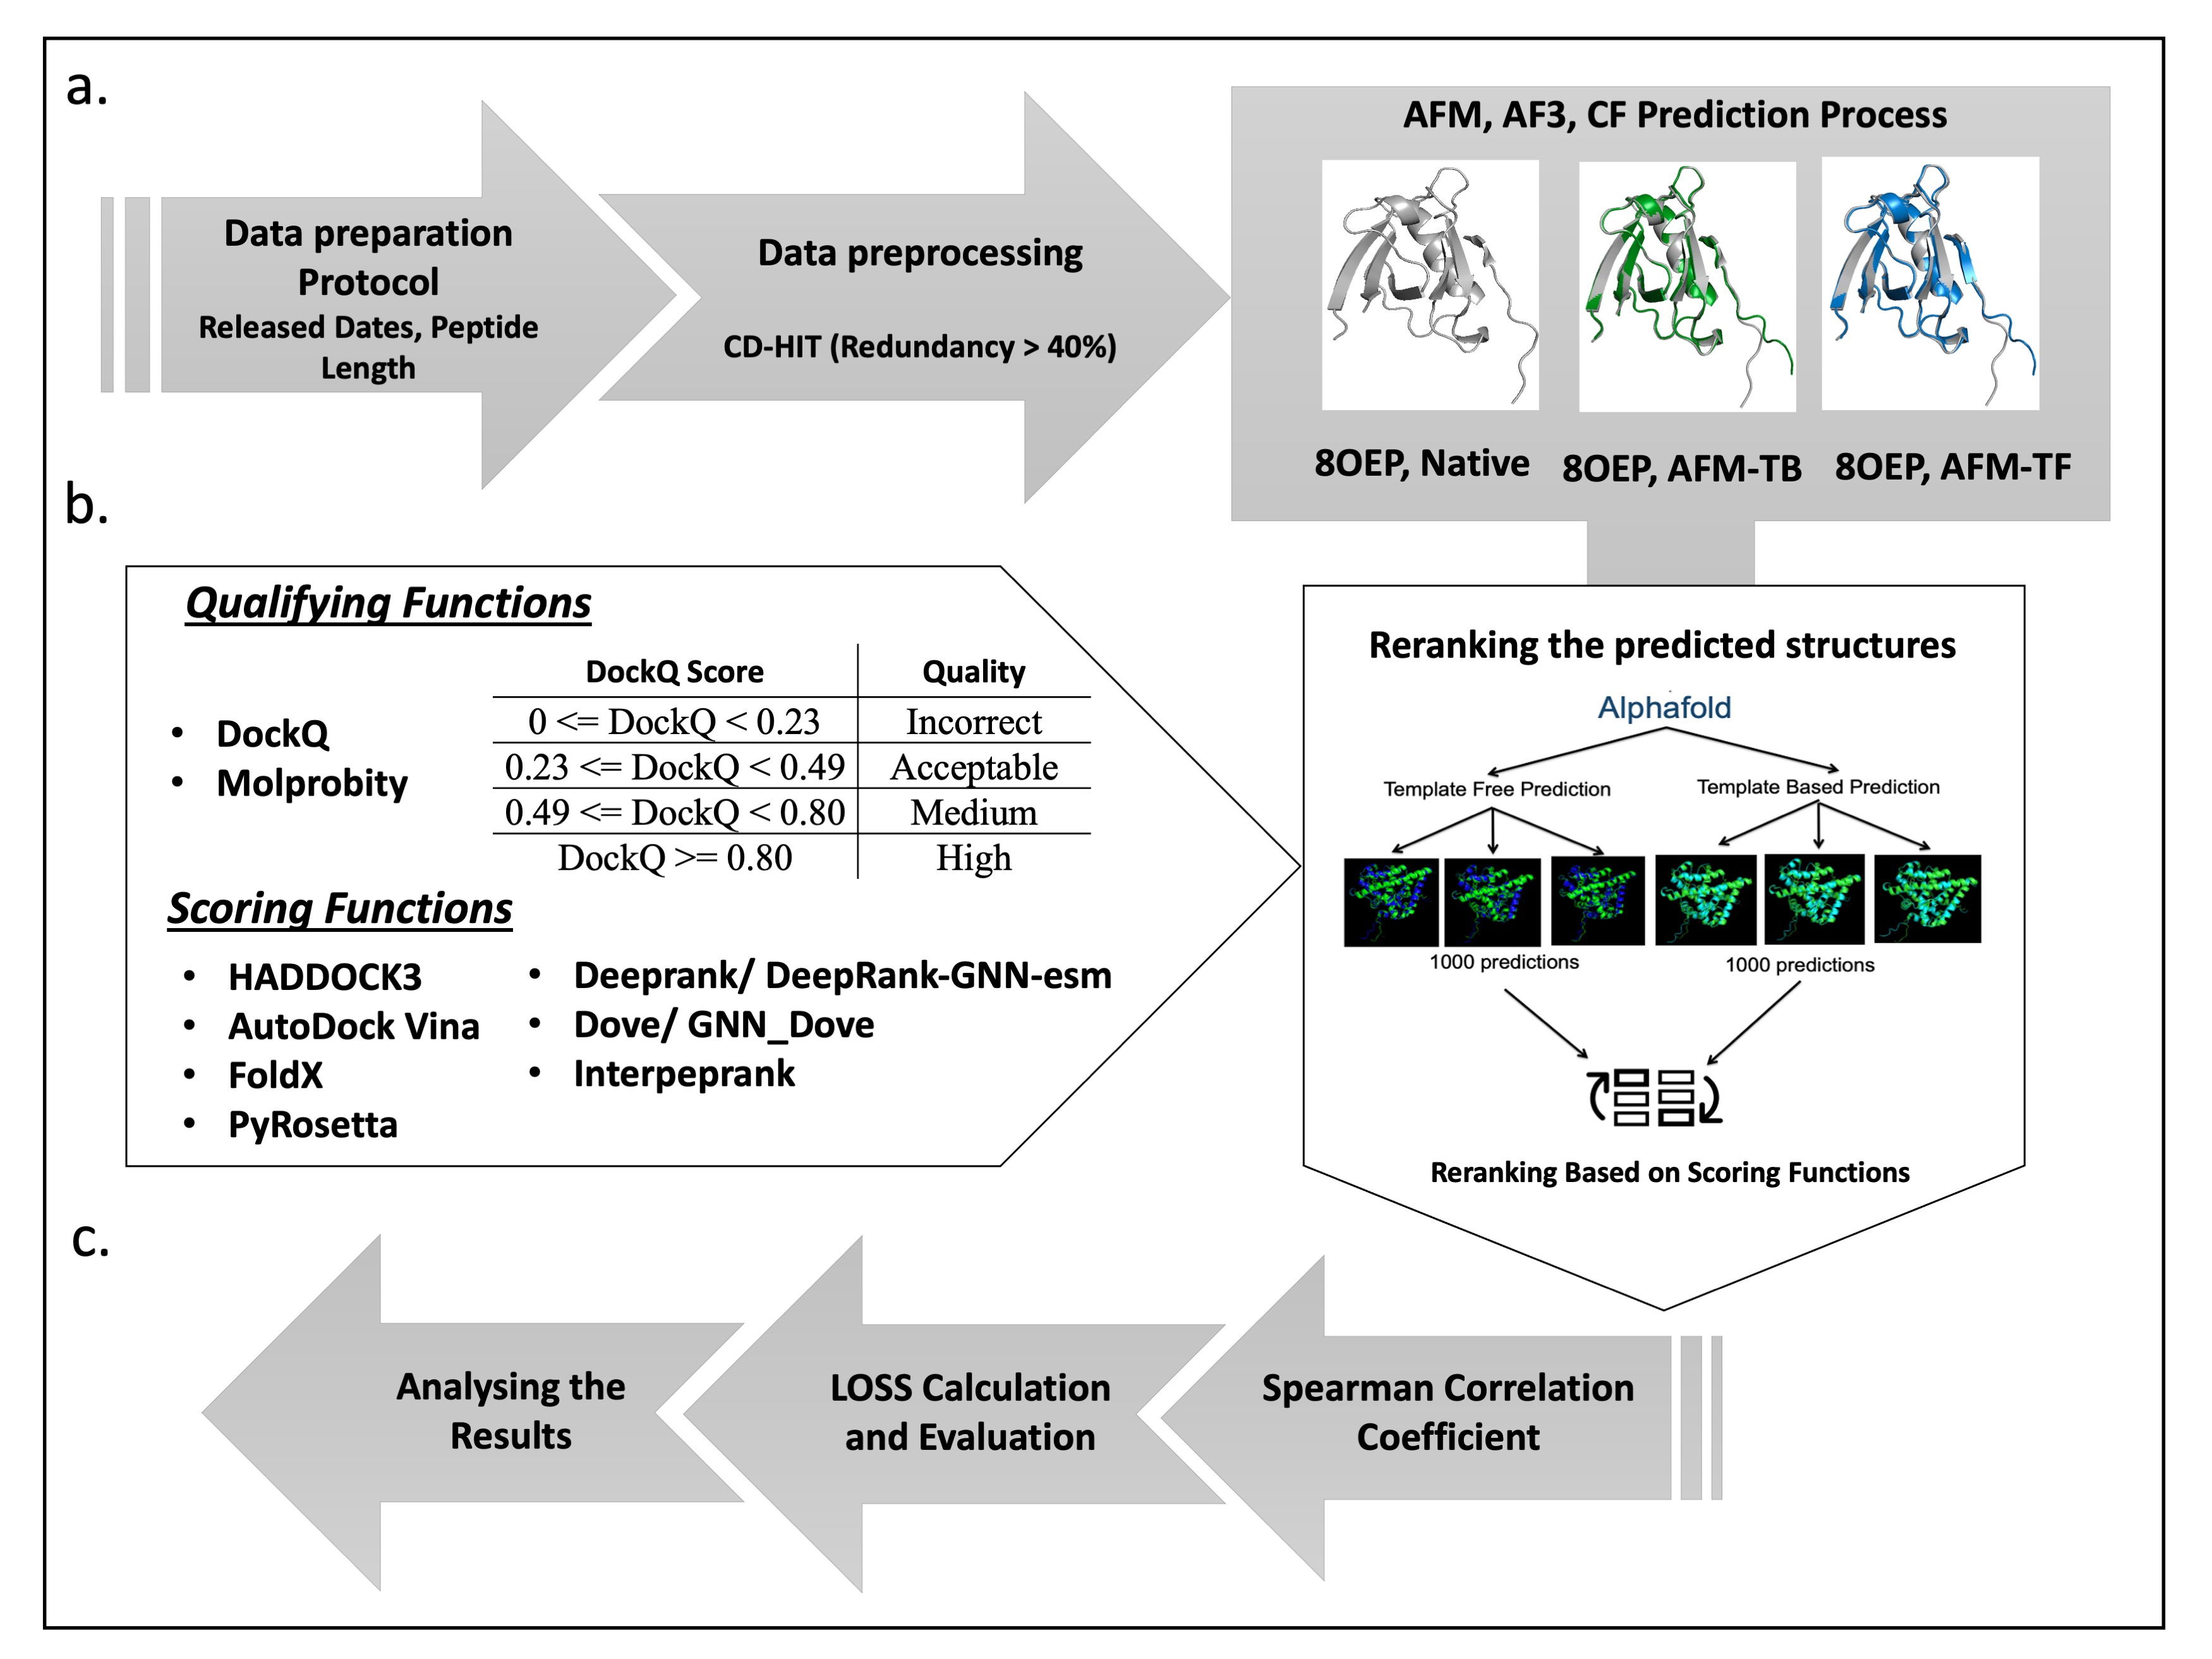 a.
Data preparation
Protocol
Released Dates, Peptide
Length
Data preprocessing
CD-HIT (Redundancy > 40%)
AFM, AF3, CF Prediction Process
8OEP, Native
8OEP, AFM-TB
8OEP, AFM-TF
b.
Qualifying Functions
• DockQ
• Molprobity
DockQ Score Quality
0 <= DockQ < 0.23 Incorrect
0.23 <= DockQ < 0.49 Acceptable
0.49 <= DockQ < 0.80 Medium
DockQ >= 0.80 High
Scoring Functions
• HADDOCK3
• AutoDock Vina
• FoldX
• PyRosetta
• Deeprank/ DeepRank-GNN-esm
• Dove/ GNN_Dove
• Interpeprank
Reranking the predicted structures
Alphafold
Template Free Prediction
Template Based Prediction
1000 predictions
1000 predictions
Reranking Based on Scoring Functions
c.
Spearman Correlation
Coefficient
LOSS Calculation
and Evaluation
Analysing the
Results